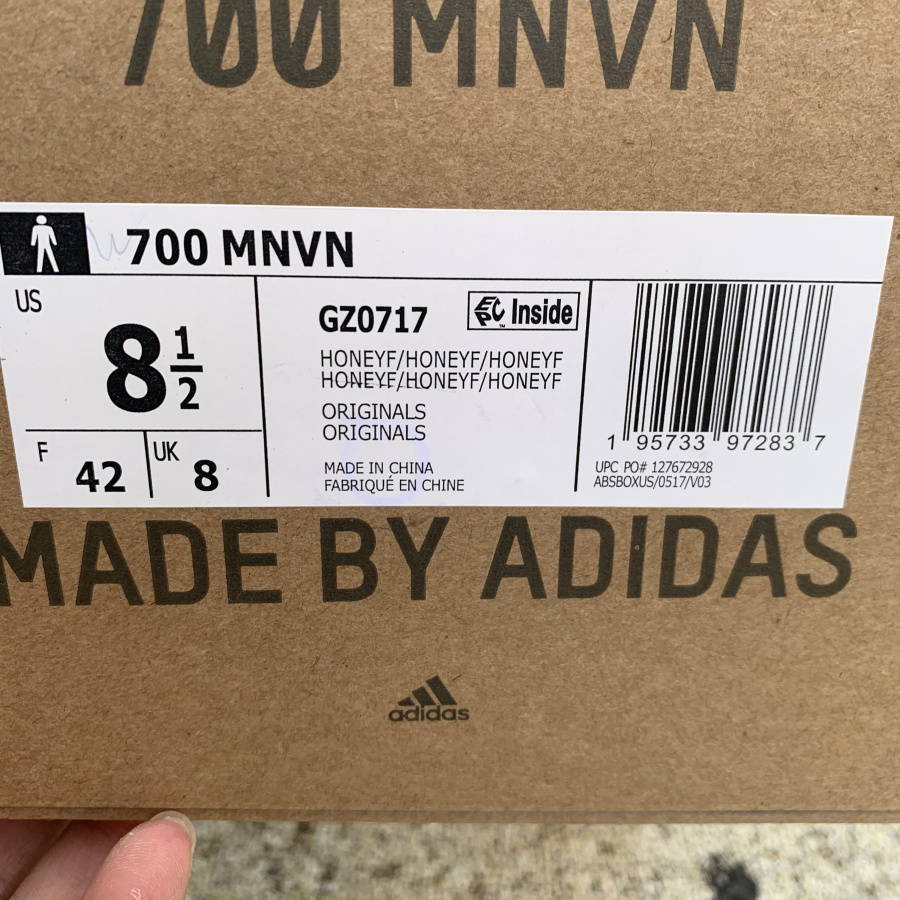 700 MNVN
700 MNVN
US
8 1/2
F
42
UK
8
GZ0717
EPC Inside
™
HONEYF/HONEYF/HONEYF
HONEYF/HONEYF/HONEYF
ORIGINALS
ORIGINALS
MADE IN CHINA
FABRIQUÉ EN CHINE
1 95733 97283 7
UPC PO# 127672928
ABSBOXUS/0517/V03
MADE BY ADIDAS
adidas